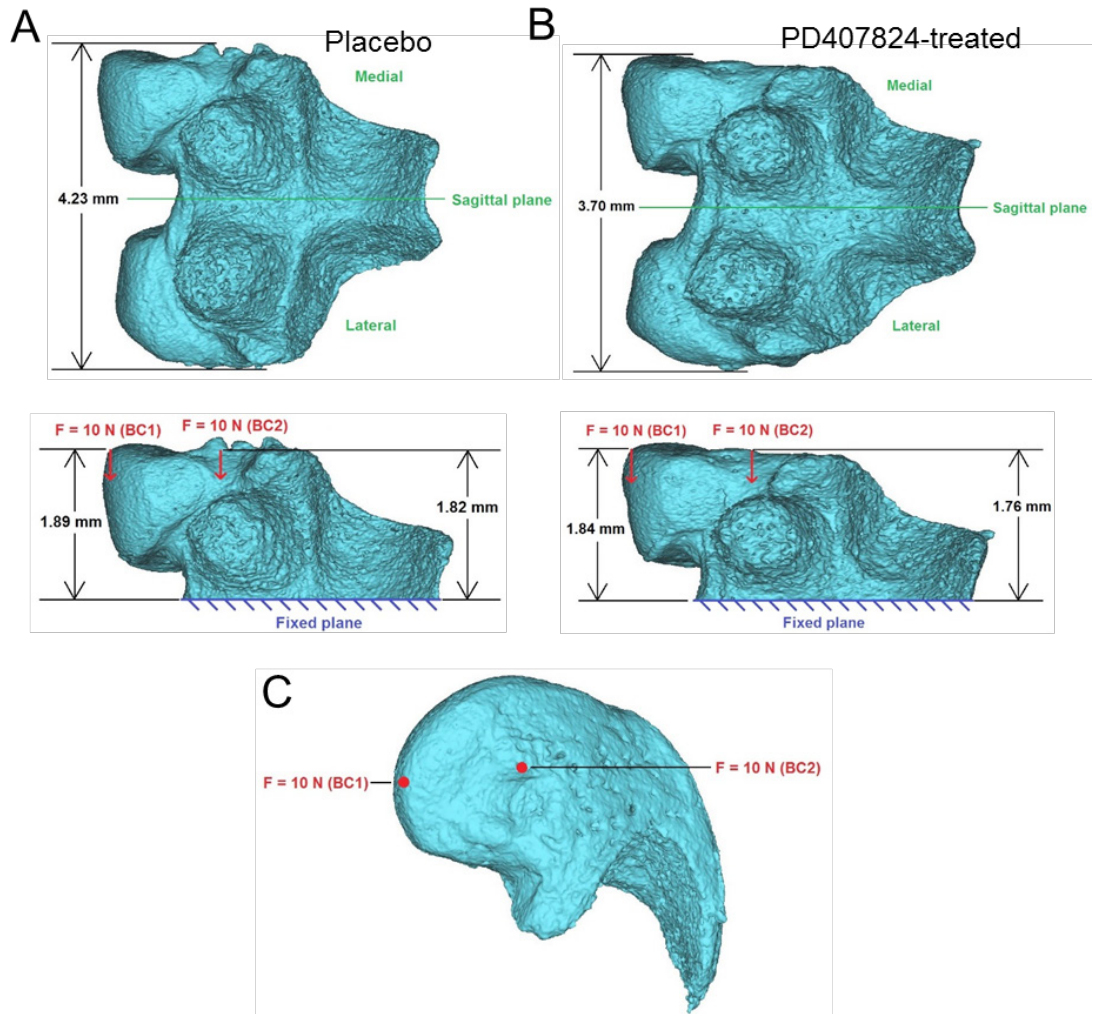 A
Placebo
Medial
4.23 mm
Sagittal plane
Lateral
B
PD407824-treated
Medial
3.70 mm
Sagittal plane
Lateral
F = 10 N (BC1)
F = 10 N (BC2)
1.89 mm
1.82 mm
Fixed plane
F = 10 N (BC1)
F = 10 N (BC2)
1.84 mm
1.76 mm
Fixed plane
C
F = 10 N (BC1)
F = 10 N (BC2)